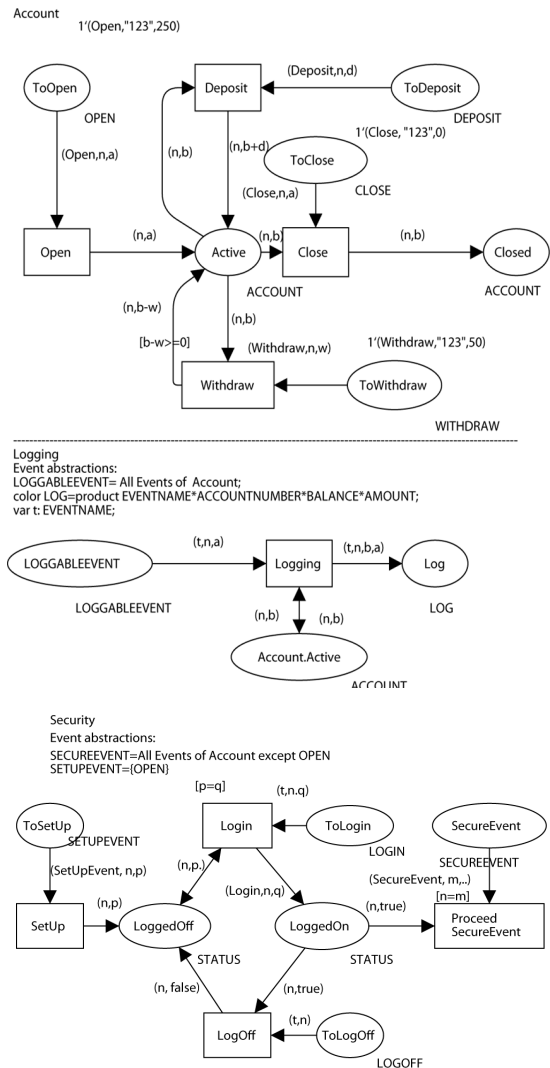 Account
1‘(Open,"123",250)
ToOpen
OPEN
(Open,n,a)
Open
(n,a)
Deposit
(Deposit,n,d)
ToDeposit
DEPOSIT
(n,b)
(n,b+d)
1‘(Close, "123",0)
ToClose
CLOSE
(Close,n,a)
Active
ACCOUNT
(n,b)
Close
(n,b)
Closed
ACCOUNT
(n,b-w)
[b-w>=0]
(n,b)
(Withdraw,n,w)
1‘(Withdraw,"123",50)
Withdraw
ToWithdraw
WITHDRAW
Logging
Event abstractions:
LOGGABLEEVENT= All Events of Account;
color LOG=product EVENTNAME*ACCOUNTNUMBER*BALANCE*AMOUNT;
var t: EVENTNAME;
LOGGABLEEVENT
LOGGABLEEVENT
(t,n,a)
Logging
(t,n,b,a)
Log
LOG
(n,b)
(n,b)
Account.Active
ACCOUNT
Security
Event abstractions:
SECUREEVENT=All Events of Account except OPEN
SETUPEVENT={OPEN}
[p=q]
(t,n.q)
ToSetUp
SETUPEVENT
Login
ToLogin
LOGIN
SecureEvent
SECUREEVENT
(SetUpEvent, n,p)
(n,p.)
(Login,n,q)
(SecureEvent, m,..)
[n=m]
SetUp
(n,p)
LoggedOff
STATUS
LoggedOn
STATUS
(n,true)
Proceed
SecureEvent
(n, false)
(n,true)
LogOff
(t,n)
ToLogOff
LOGOFF